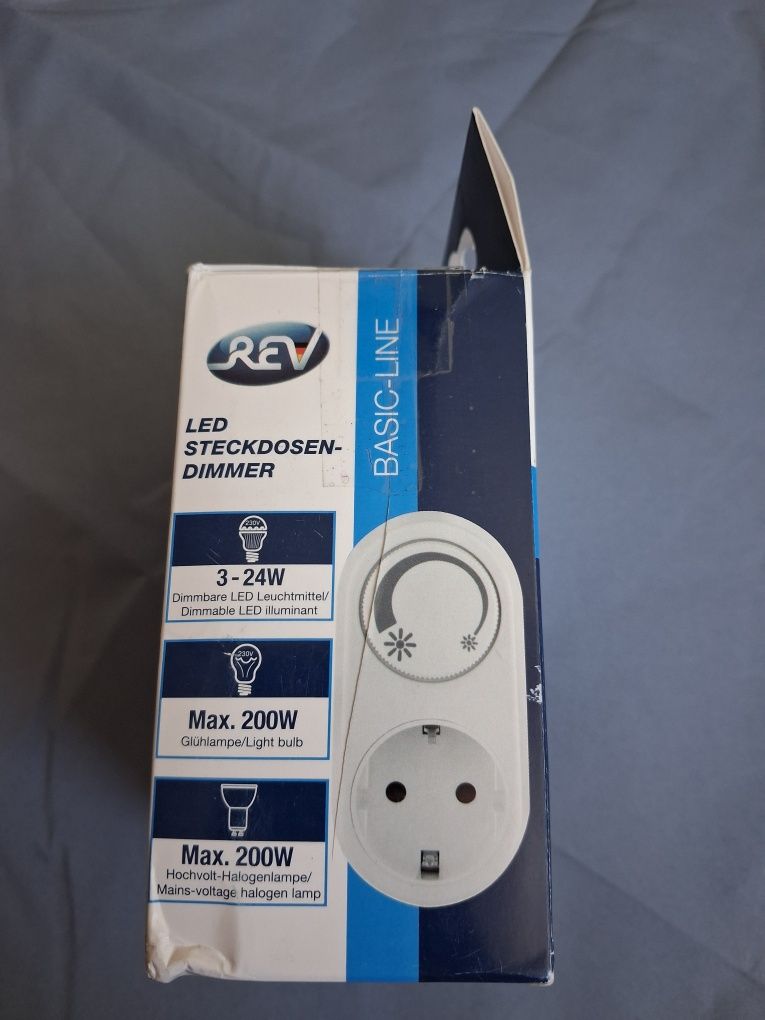 REV
LED
STECKDOSEN-
DIMMER
BASIC-LINE
230V
3 - 24W
Dimmbare LED Leuchtmittel/
Dimmable LED illuminant
230V
Max. 200W
Glühlampe/Light bulb
Max. 200W
Hochvolt-Halogenlampe/
Mains-voltage halogen lamp